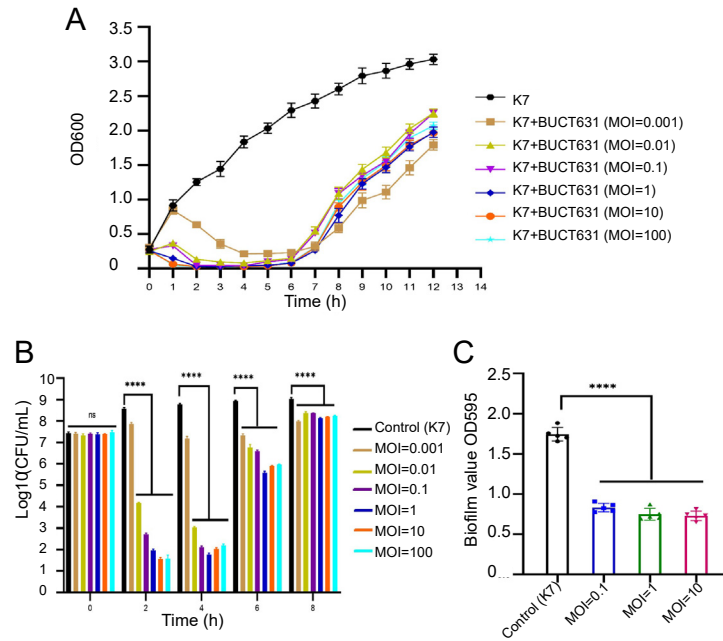 A
3.5
3.0
2.5
2.0
1.5
1.0
0.5
0
OD600
0 1 2 3 4 5 6 7 8 9 10 11 12 13 14
Time (h)
K7
K7+BUCT631 (MOI=0.001)
K7+BUCT631 (MOI=0.01)
K7+BUCT631 (MOI=0.1)
K7+BUCT631 (MOI=1)
K7+BUCT631 (MOI=10)
K7+BUCT631 (MOI=100)
B
10
9
8
7
6
5
4
3
2
1
0
Log10(CFU/mL)
ns
****
****
****
****
0 2 4 6 8
Time (h)
Control (K7)
MOI=0.001
MOI=0.01
MOI=0.1
MOI=1
MOI=10
MOI=100
C
2.0
1.5
1.0
0.5
0
Biofilm value OD595
****
Control (K7)
MOI=0.1
MOI=1
MOI=10